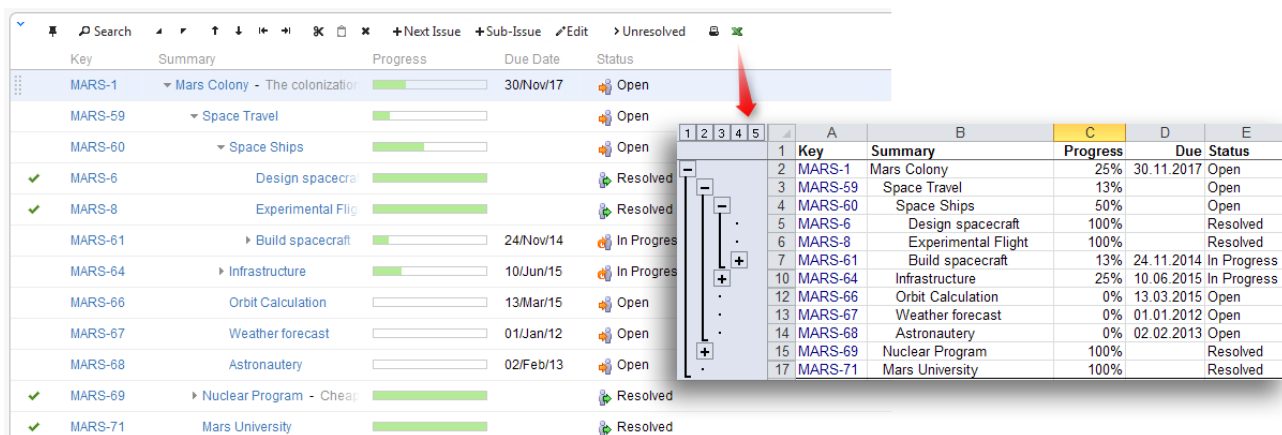 Search +Next Issue +Sub-Issue Edit Unresolved
Key Summary Progress Due Date Status
MARS-1 Mars Colony - The colonization 30/Nov/17 Open
MARS-59 Space Travel Open
MARS-60 Space Ships Open
MARS-6 Design spacecra Resolved
MARS-8 Experimental Flig Resolved
MARS-61 Build spacecraft 24/Nov/14 In Progres
MARS-64 Infrastructure 10/Jun/15 In Progres
MARS-66 Orbit Calculation 13/Mar/15 Open
MARS-67 Weather forecast 01/Jan/12 Open
MARS-68 Astronautery 02/Feb/13 Open
MARS-69 Nuclear Program - Cheap Resolved
MARS-71 Mars University Resolved
1 2 3 4 5 A B C D E
1 Key Summary Progress Due Status
2 MARS-1 Mars Colony 25% 30.11.2017 Open
3 MARS-59 Space Travel 13% Open
4 MARS-60 Space Ships 50% Open
5 MARS-6 Design spacecraft 100% Resolved
6 MARS-8 Experimental Flight 100% Resolved
7 MARS-61 Build spacecraft 13% 24.11.2014 In Progress
10 MARS-64 Infrastructure 25% 10.06.2015 In Progress
12 MARS-66 Orbit Calculation 0% 13.03.2015 Open
13 MARS-67 Weather forecast 0% 01.01.2012 Open
14 MARS-68 Astronautery 0% 02.02.2013 Open
15 MARS-69 Nuclear Program 100% Resolved
17 MARS-71 Mars University 100% Resolved